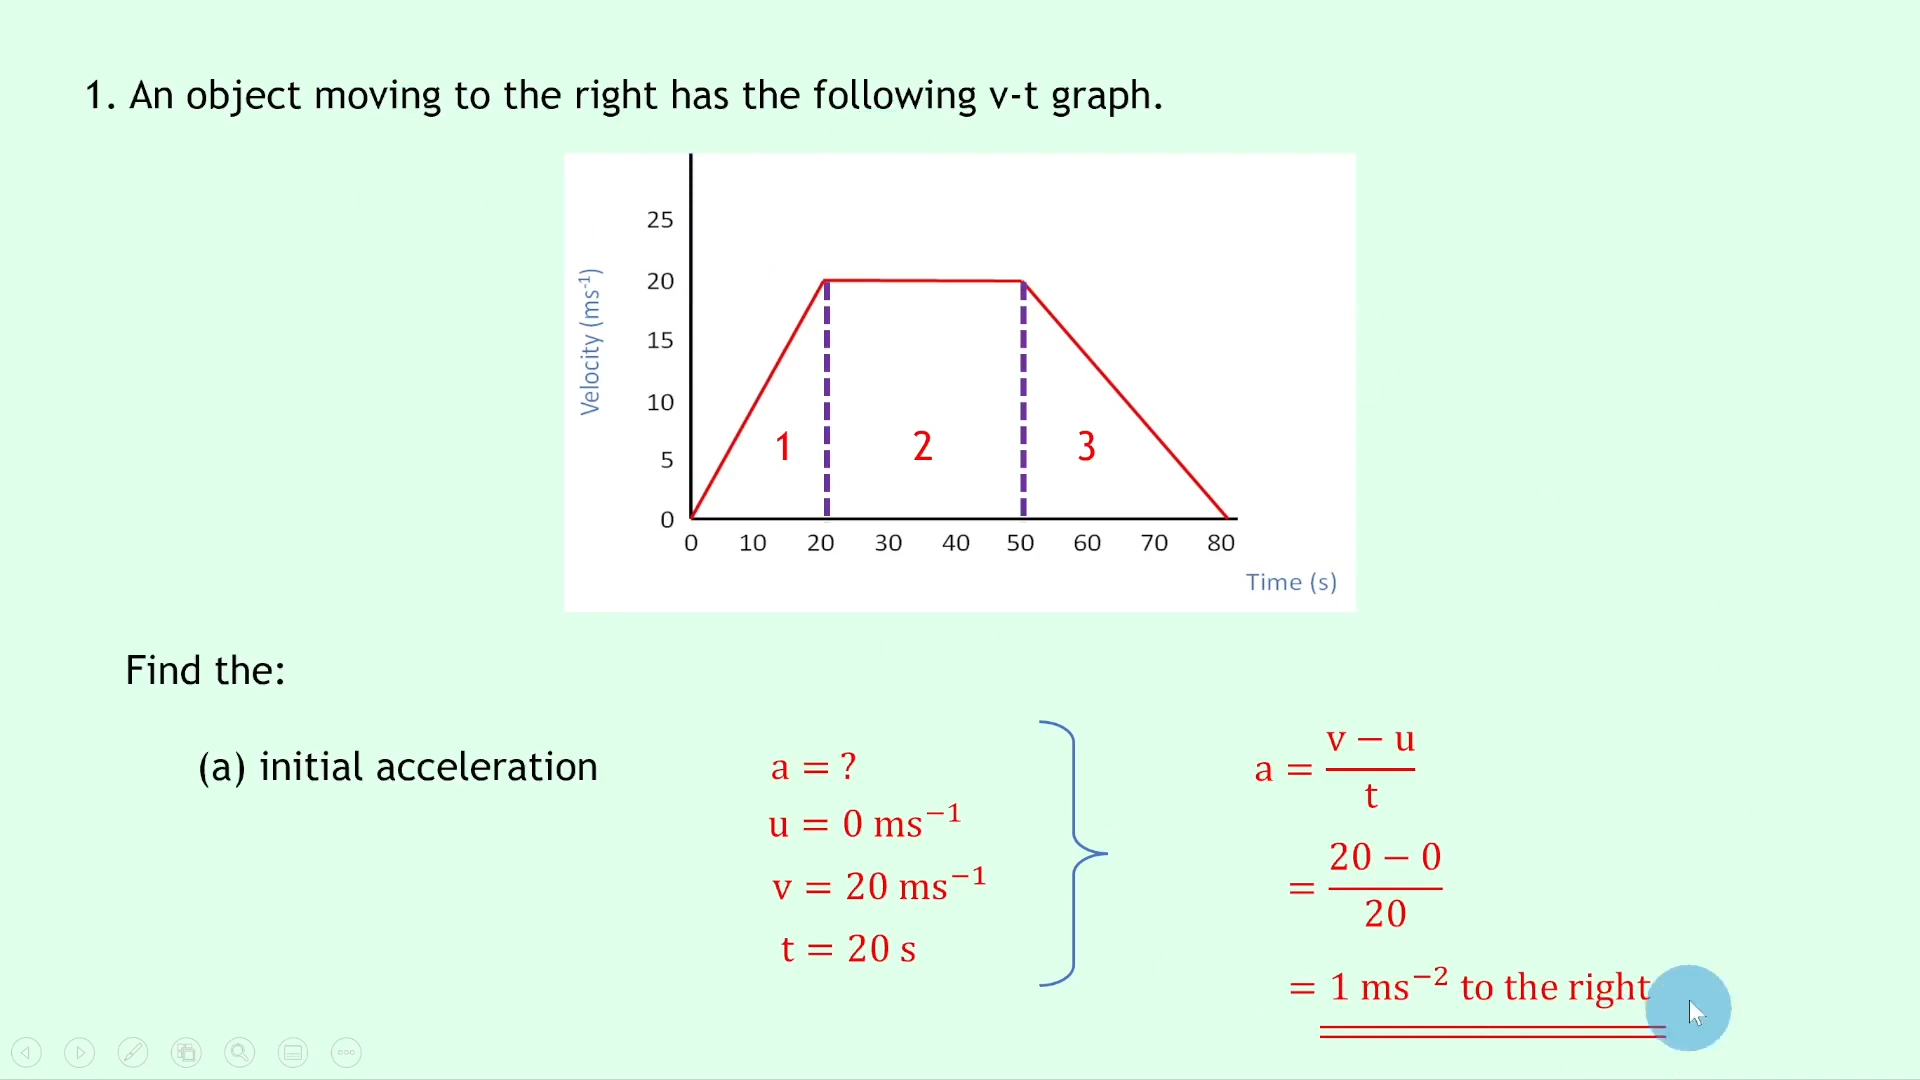 1. An object moving to the right has the following v-t graph.
25
20
15
10
5
0
Velocity (ms⁻¹)
1 2 3
0 10 20 30 40 50 60 70 80
Time (s)
Find the:
(a) initial acceleration
a = ?
u = 0 ms⁻¹
v = 20 ms⁻¹
t = 20 s
a = (v − u)/t
= (20 − 0)/20
= 1 ms⁻² to the right